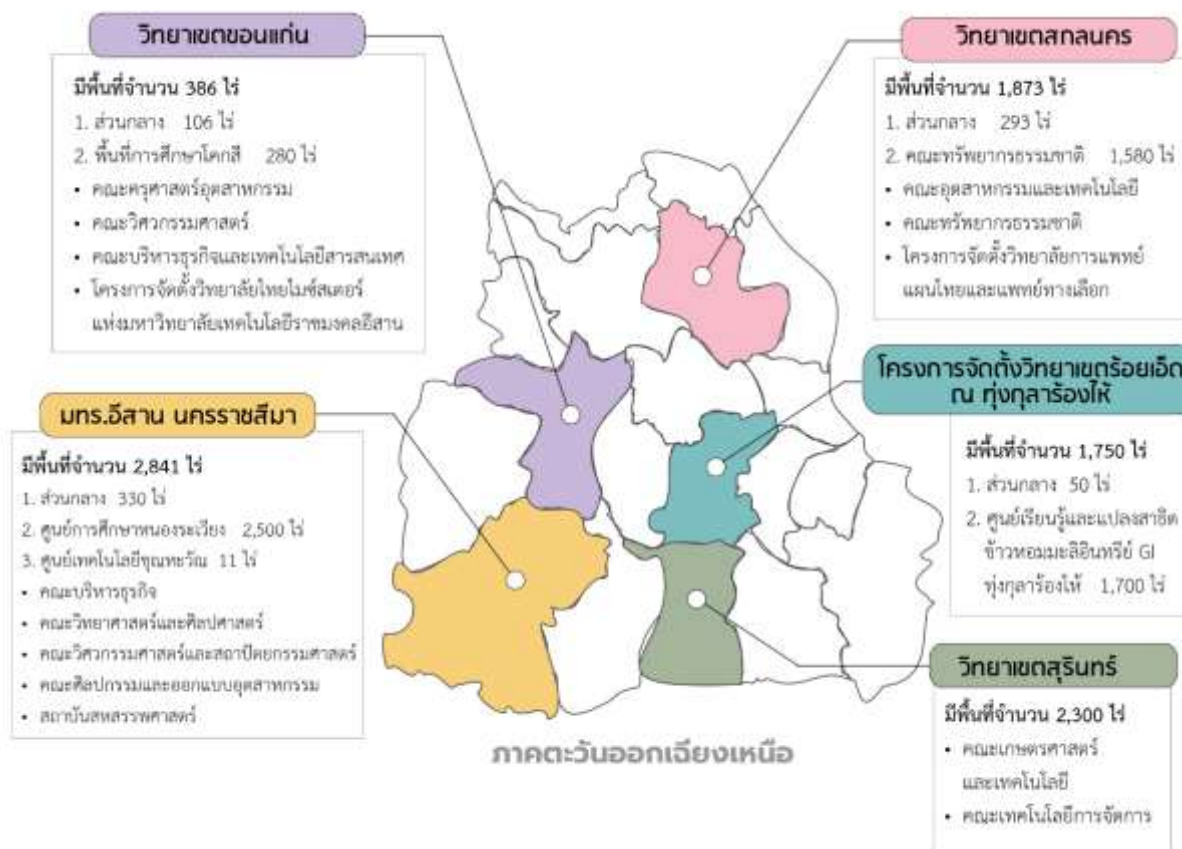 วิทยาเขตขอนแก่น
มีพื้นที่จำนวน 386 ไร่
1. ส่วนกลาง 106 ไร่
2. พื้นที่การศึกษาโคกสี 280 ไร่
• คณะครุศาสตร์อุตสาหกรรม
• คณะวิศวกรรมศาสตร์
• คณะบริหารธุรกิจและเทคโนโลยีสารสนเทศ
• โครงการจัดตั้งวิทยาลัยไทยไมซ์สเตอร์
แห่งมหาวิทยาลัยเทคโนโลยีราชมงคลอีสาน
วิทยาเขตสกลนคร
มีพื้นที่จำนวน 1,873 ไร่
1. ส่วนกลาง 293 ไร่
2. คณะทรัพยากรธรรมชาติ 1,580 ไร่
• คณะอุตสาหกรรมและเทคโนโลยี
• คณะทรัพยากรธรรมชาติ
• โครงการจัดตั้งวิทยาลัยการแพทย์
แผนไทยและแพทย์ทางเลือก
มทร.อีสาน นครราชสีมา
มีพื้นที่จำนวน 2,841 ไร่
1. ส่วนกลาง 330 ไร่
2. ศูนย์การศึกษาหนองระเวียง 2,500 ไร่
3. ศูนย์เทคโนโลยีชุณหะวัณ 11 ไร่
• คณะบริหารธุรกิจ
• คณะวิทยาศาสตร์และศิลปศาสตร์
• คณะวิศวกรรมศาสตร์และสถาปัตยกรรมศาสตร์
• คณะศิลปกรรมและออกแบบอุตสาหกรรม
• สถาบันสหสรรพศาสตร์
โครงการจัดตั้งวิทยาเขตร้อยเอ็ด
ณ ทุ่งกุลาร้องไห้
มีพื้นที่จำนวน 1,750 ไร่
1. ส่วนกลาง 50 ไร่
2. ศูนย์เรียนรู้และแปลงสาธิต
ข้าวหอมมะลิอินทรีย์ GI
ทุ่งกุลาร้องไห้ 1,700 ไร่
วิทยาเขตสุรินทร์
มีพื้นที่จำนวน 2,300 ไร่
• คณะเกษตรศาสตร์
และเทคโนโลยี
• คณะเทคโนโลยีการจัดการ
ภาคตะวันออกเฉียงเหนือ